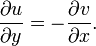 ∂u/∂y = −∂v/∂x.